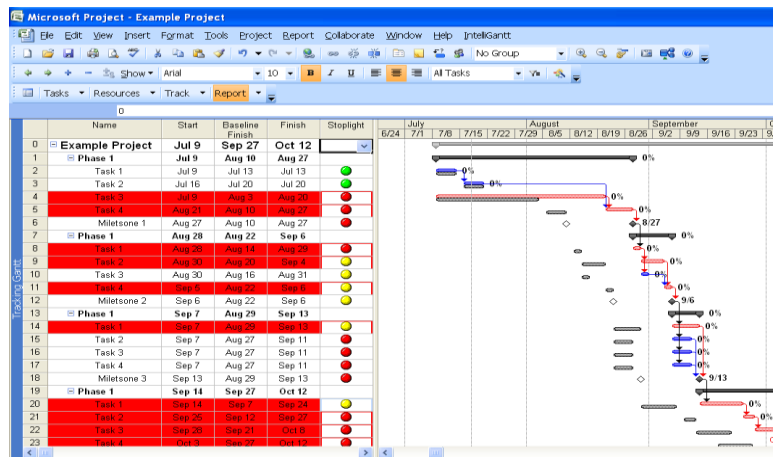 Microsoft Project - Example Project
File Edit View Insert Format Tools Project Report Collaborate Window Help IntelliGantt
No Group
Show Arial 10 B I U All Tasks
Tasks Resources Track Report
0
Name Start Baseline Finish Finish Stoplight
July August September
6/24 7/1 7/8 7/15 7/22 7/29 8/5 8/12 8/19 8/26 9/2 9/9 9/16 9/23
0 Example Project Jul 9 Sep 27 Oct 12
1 Phase 1 Jul 9 Aug 10 Aug 27 0%
2 Task 1 Jul 9 Jul 13 Jul 13 0%
3 Task 2 Jul 16 Jul 20 Jul 20 0%
4 Task 3 Jul 9 Aug 3 Aug 20 0%
5 Task 4 Aug 21 Aug 10 Aug 27 0%
6 Miletsone 1 Aug 27 Aug 10 Aug 27 8/27
7 Phase 1 Aug 28 Aug 22 Sep 6 0%
8 Task 1 Aug 28 Aug 14 Aug 29 0%
9 Task 2 Aug 30 Aug 20 Sep 4 0%
10 Task 3 Aug 30 Aug 16 Aug 31 0%
11 Task 4 Sep 5 Aug 22 Sep 6 0%
12 Miletsone 2 Sep 6 Aug 22 Sep 6 9/6
13 Phase 1 Sep 7 Aug 29 Sep 13 0%
14 Task 1 Sep 7 Aug 29 Sep 13 0%
15 Task 2 Sep 7 Aug 27 Sep 11 0%
16 Task 3 Sep 7 Aug 27 Sep 11 0%
17 Task 4 Sep 7 Aug 27 Sep 11 0%
18 Miletsone 3 Sep 13 Aug 29 Sep 13 9/13
19 Phase 1 Sep 14 Sep 27 Oct 12
20 Task 1 Sep 14 Sep 7 Sep 24 0%
21 Task 2 Sep 25 Sep 12 Sep 27 0%
22 Task 3 Sep 28 Sep 21 Oct 8
23 Task 4 Oct 3 Sep 27 Oct 12
Tracking Gantt